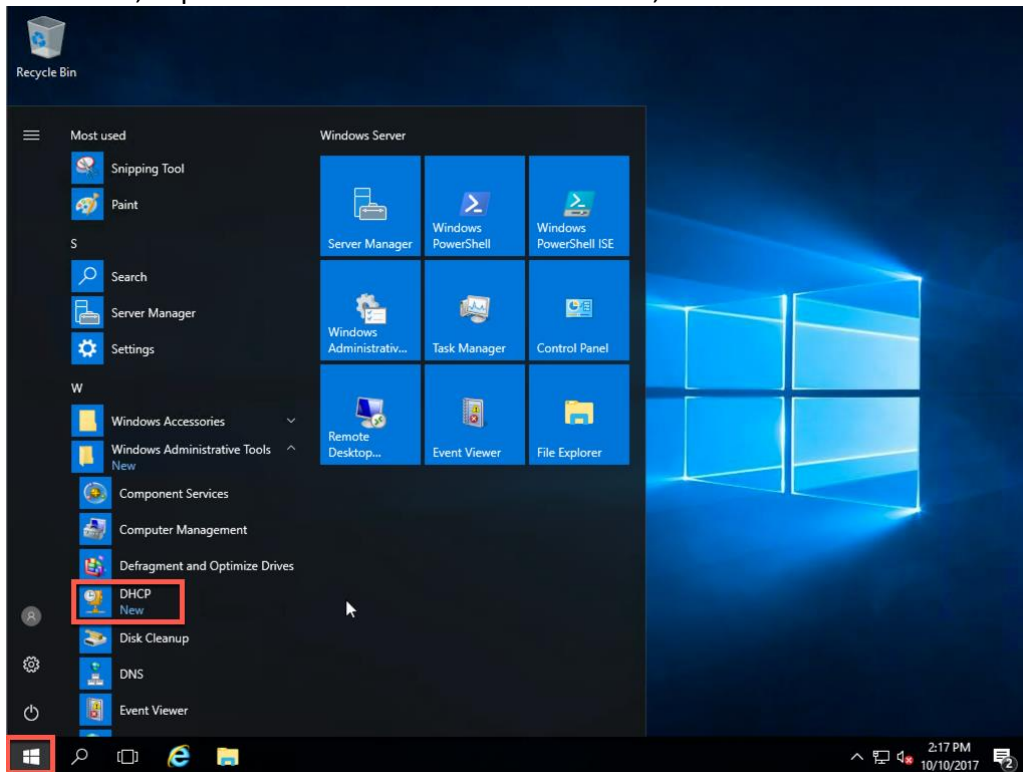 Recycle Bin
Most used
Snipping Tool
Paint
S
Search
Server Manager
Settings
W
Windows Accessories
Windows Administrative Tools
New
Component Services
Computer Management
Defragment and Optimize Drives
DHCP
New
Disk Cleanup
DNS
Event Viewer
Windows Server
Server Manager
Windows
PowerShell
Windows
PowerShell ISE
Windows
Administrativ...
Task Manager
Control Panel
Remote
Desktop...
Event Viewer
File Explorer
2:17 PM
10/10/2017
2